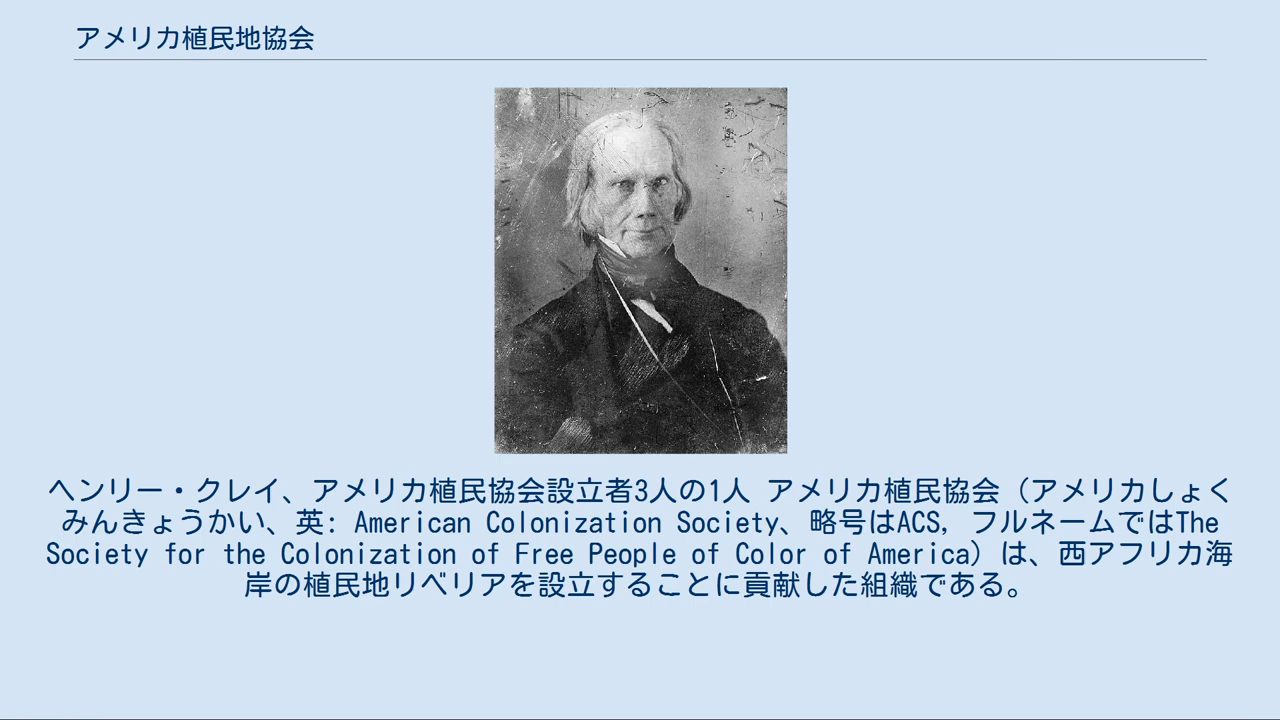 アメリカ植民地協会
ヘンリー・クレイ、アメリカ植民協会設立者3人の1人 アメリカ植民協会（アメリカしょく
みんきょうかい、英: American Colonization Society、略号はACS, フルネームではThe
Society for the Colonization of Free People of Color of America）は、西アフリカ海
岸の植民地リベリアを設立することに貢献した組織である。